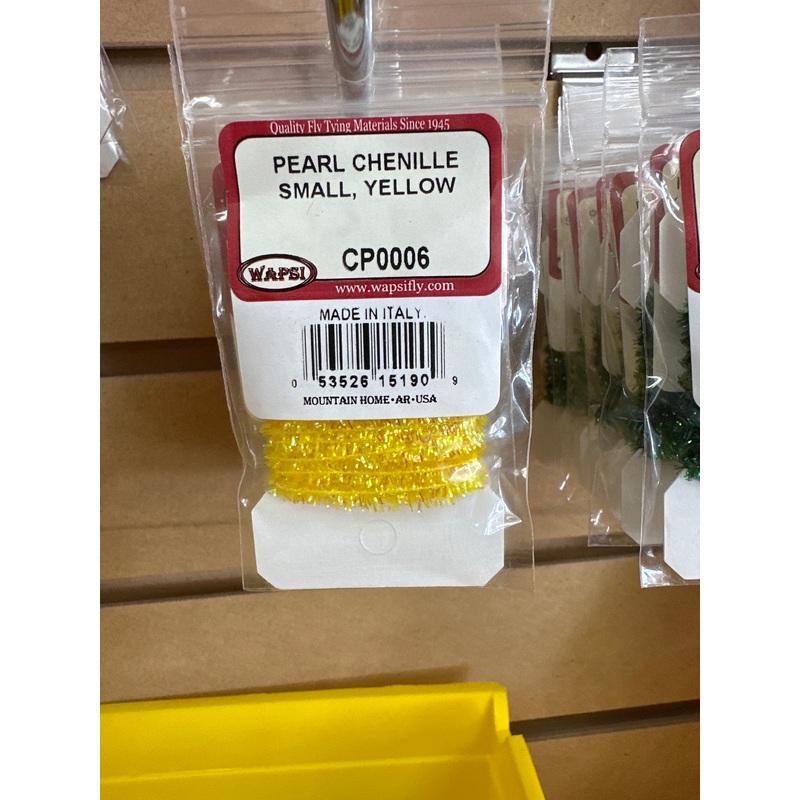 Quality Fly Tying Materials Since 1945
PEARL CHENILLE
SMALL, YELLOW
CP0006
WAPSI
www.wapsifly.com
MADE IN ITALY.
0 53526 15190 9
MOUNTAIN HOME•AR•USA